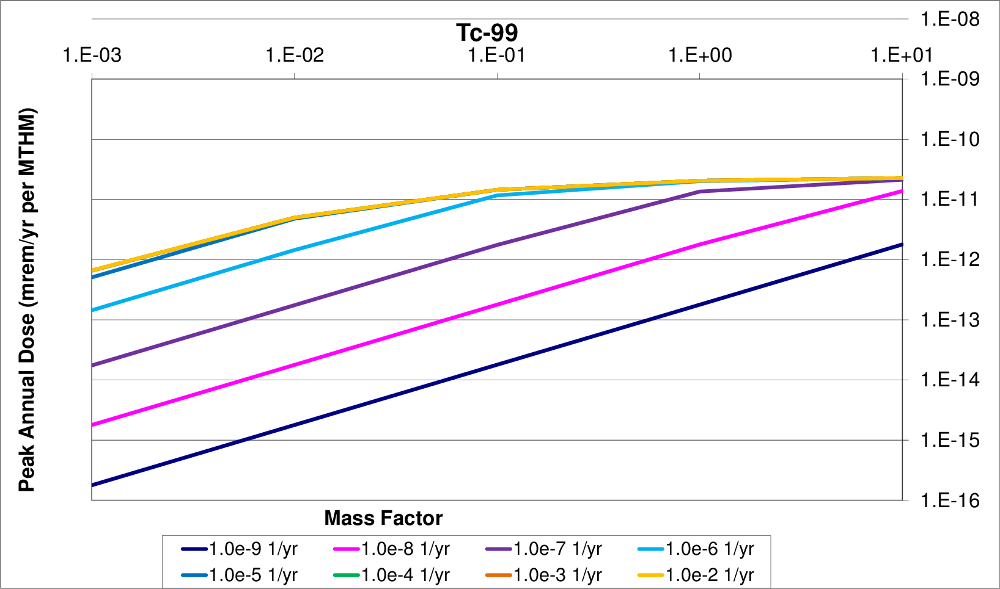 1.E-08
Tc-99
1.E-03 1.E-02 1.E-01 1.E+00 1.E+01
1.E-09
1.E-10
1.E-11
1.E-12
1.E-13
1.E-14
1.E-15
1.E-16
Peak Annual Dose (mrem/yr per MTHM)
Mass Factor
1.0e-9 1/yr 1.0e-8 1/yr 1.0e-7 1/yr 1.0e-6 1/yr
1.0e-5 1/yr 1.0e-4 1/yr 1.0e-3 1/yr 1.0e-2 1/yr